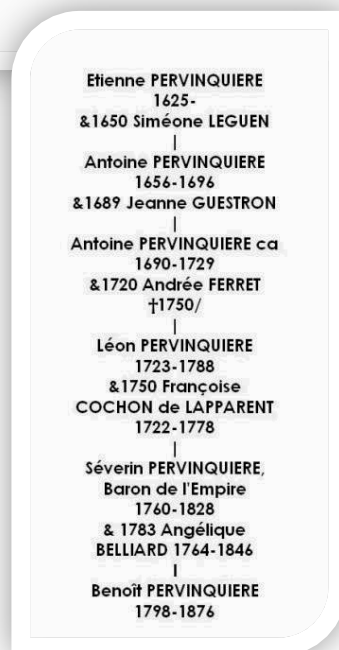 Etienne PERVINQUIERE
1625-
&1650 Siméone LEGUEN
|
Antoine PERVINQUIERE
1656-1696
&1689 Jeanne GUESTRON
|
Antoine PERVINQUIERE ca
1690-1729
&1720 Andrée FERRET
†1750/
|
Léon PERVINQUIERE
1723-1788
&1750 Françoise
COCHON de LAPPARENT
1722-1778
|
Séverin PERVINQUIERE,
Baron de l'Empire
1760-1828
& 1783 Angélique
BELLIARD 1764-1846
|
Benoît PERVINQUIERE
1798-1876